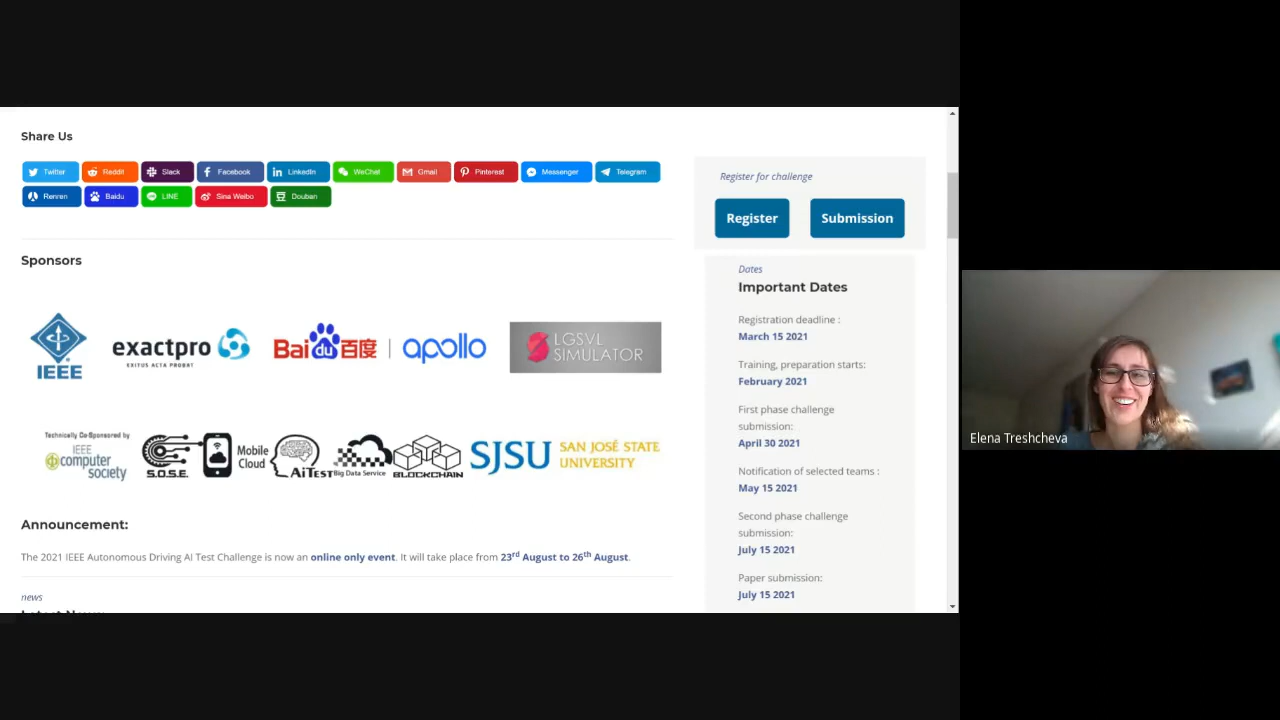 Share Us
Twitter Reddit Slack Facebook LinkedIn WeChat Gmail Pinterest Messenger Telegram
Renren Baidu LINE Sina Weibo Douban
Sponsors
IEEE
exactpro
EXITUS ACTA PROBAT
Bai du 百度 | apollo
LGSVL
SIMULATOR
Technically Co-Sponsored by
IEEE
computer
society
S.O.S.E.
Mobile
Cloud
AiTest
Big Data Service
BLOCKCHAIN
SJSU SAN JOSÉ STATE
UNIVERSITY
Announcement:
The 2021 IEEE Autonomous Driving AI Test Challenge is now an online only event. It will take place from 23rd August to 26th August.
news
Latest News:
Register for challenge
Register Submission
Dates
Important Dates
Registration deadline :
March 15 2021
Training, preparation starts:
February 2021
First phase challenge
submission:
April 30 2021
Notification of selected teams :
May 15 2021
Second phase challenge
submission:
July 15 2021
Paper submission:
July 15 2021
Elena Treshcheva